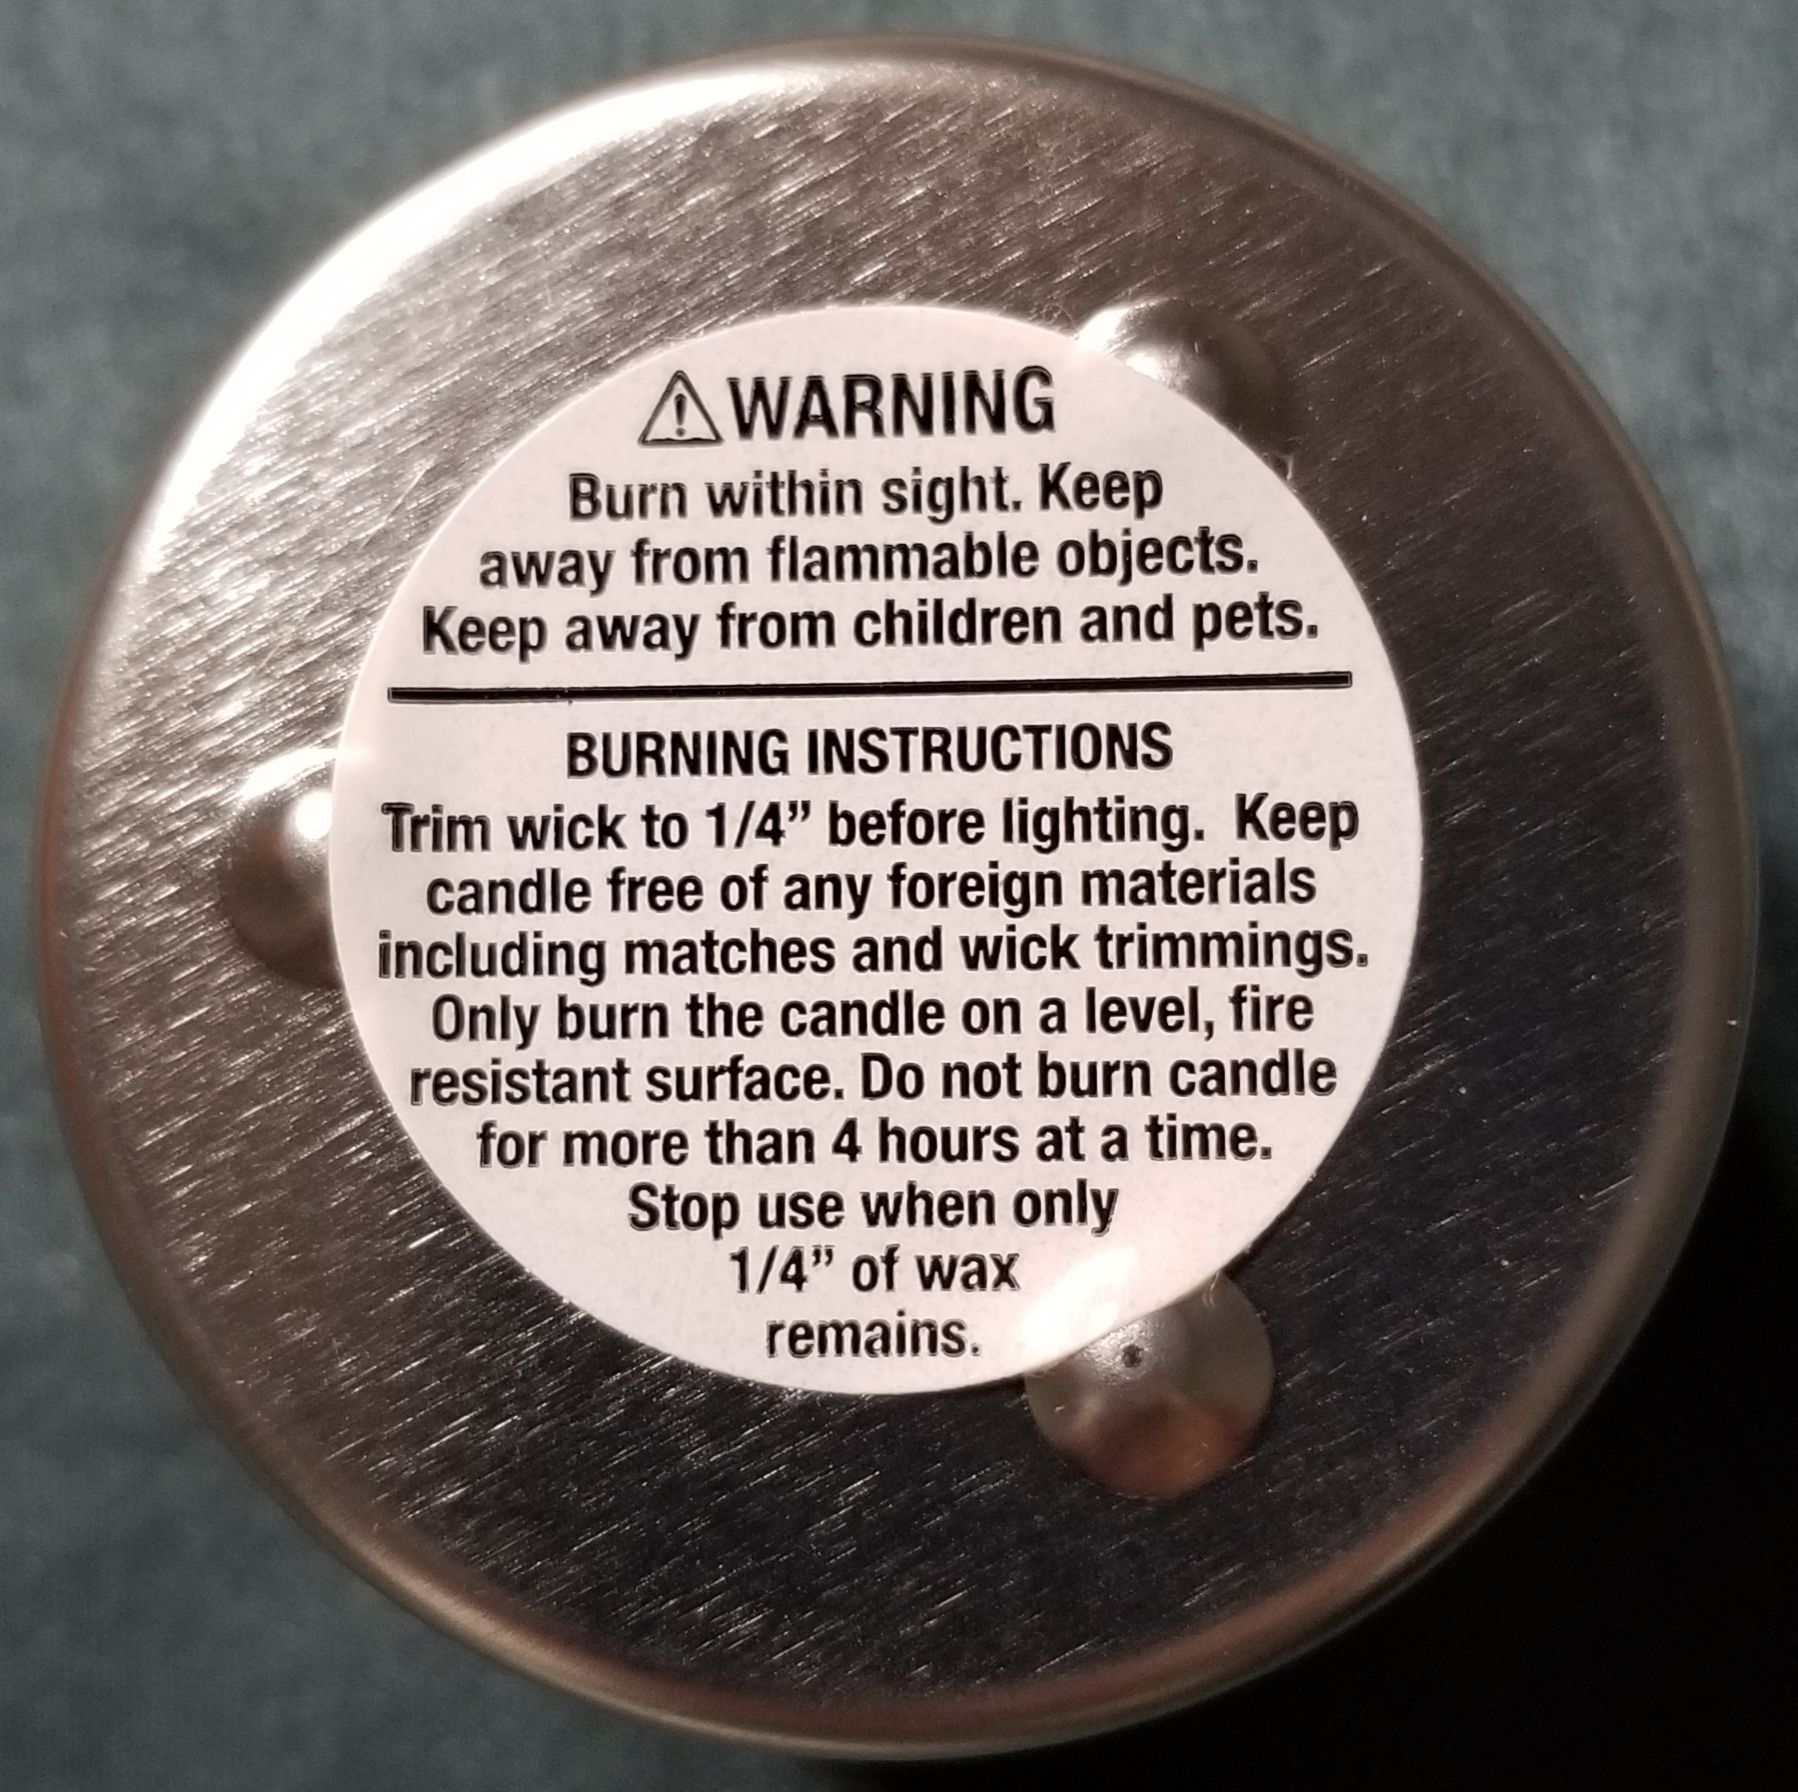 ⚠WARNING
Burn within sight. Keep
away from flammable objects.
Keep away from children and pets.
BURNING INSTRUCTIONS
Trim wick to 1/4” before lighting.  Keep
candle free of any foreign materials
including matches and wick trimmings.
Only burn the candle on a level, fire
resistant surface. Do not burn candle
for more than 4 hours at a time.
Stop use when only
1/4” of wax
remains.